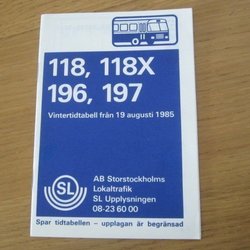 118, 118X
196, 197
Vintertidtabell från 19 augusti 1985
SL
AB Storstockholms
Lokaltrafik
SL Upplysningen
08-23 60 00
Spar tidtabellen – upplagan är begränsad